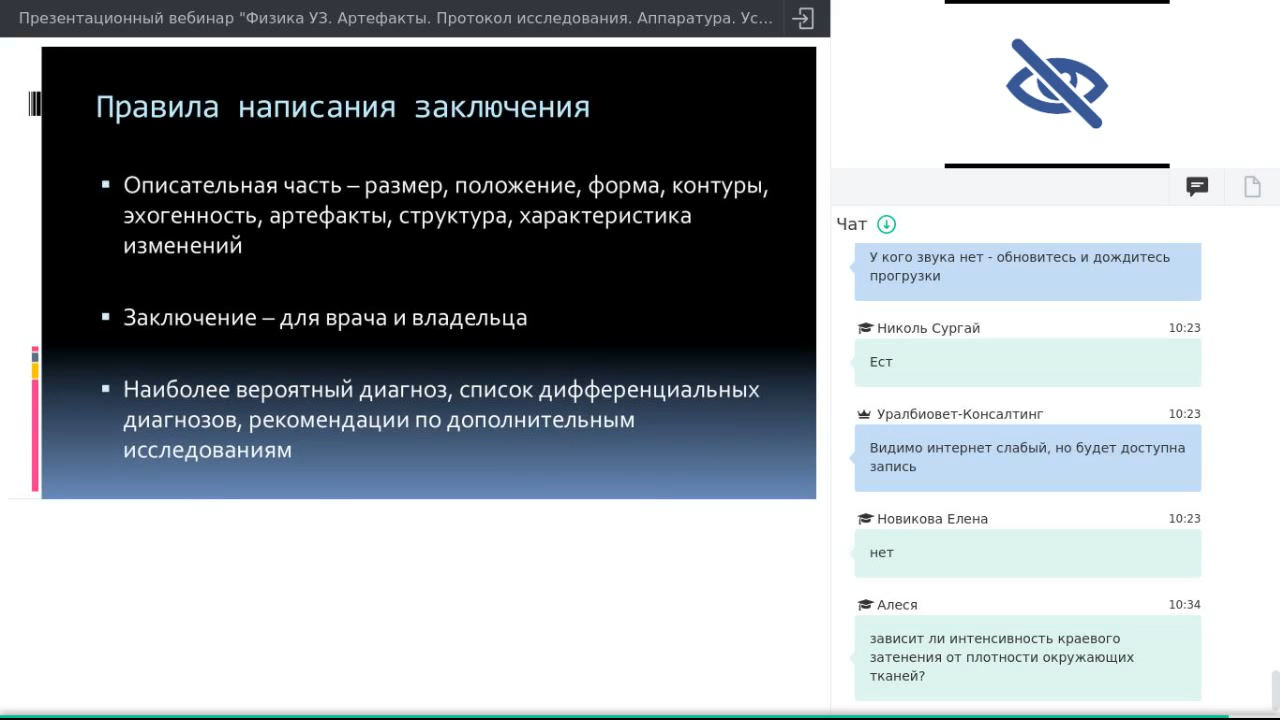 Презентационный вебинар "Физика УЗ. Артефакты. Протокол исследования. Аппаратура. Ус...
Правила написания заключения
▪ Описательная часть – размер, положение, форма, контуры,
эхогенность, артефакты, структура, характеристика
изменений
▪ Заключение – для врача и владельца
▪ Наиболее вероятный диагноз, список дифференциальных
диагнозов, рекомендации по дополнительным
исследованиям
Чат
У кого звука нет - обновитесь и дождитесь
прогрузки
Николь Сургай 10:23
Ест
Уралбиовет-Консалтинг 10:23
Видимо интернет слабый, но будет доступна
запись
Новикова Елена 10:23
нет
Алеся 10:34
зависит ли интенсивность краевого
затенения от плотности окружающих
тканей?